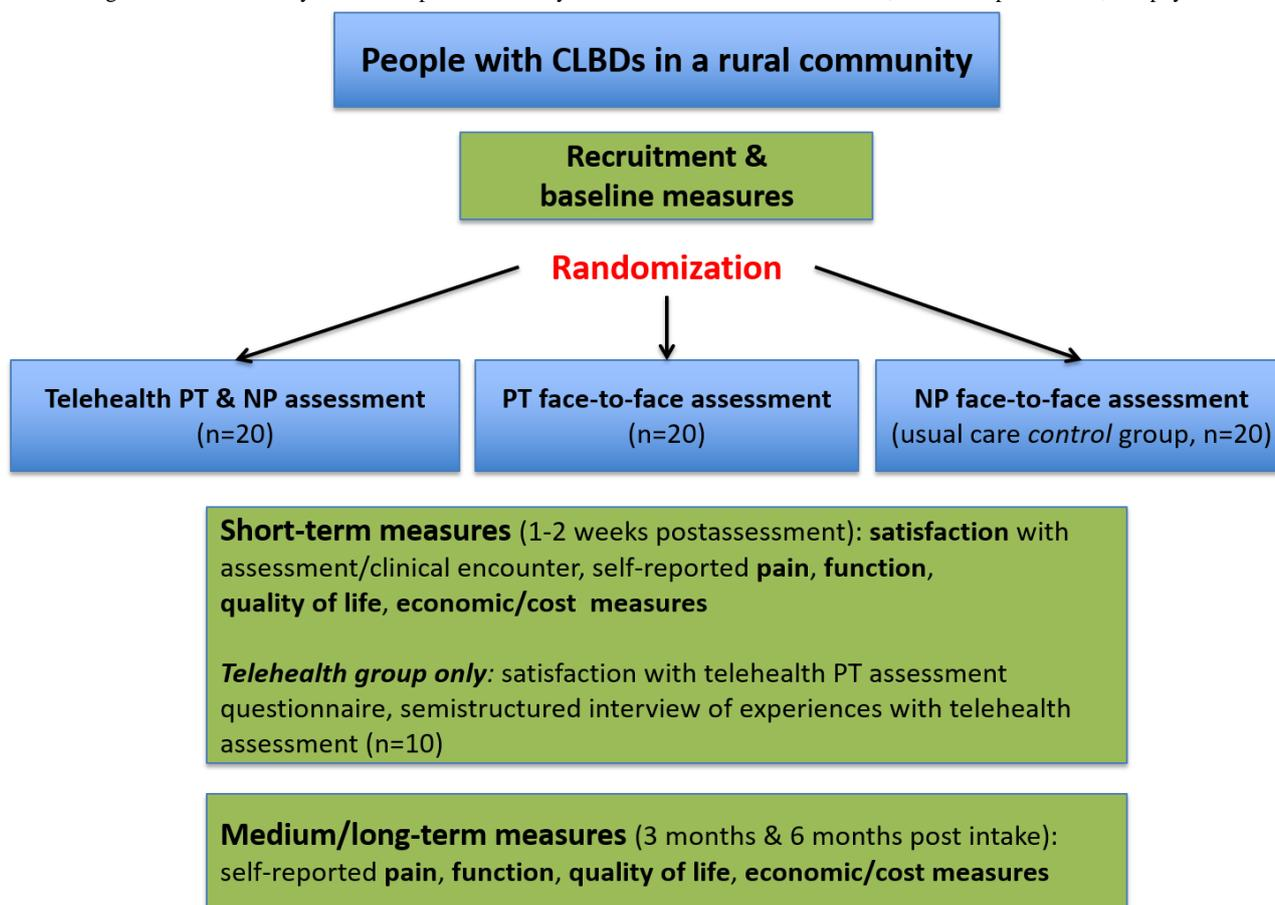 People with CLBDs in a rural community
Recruitment &
baseline measures
Randomization
Telehealth PT & NP assessment
(n=20)
PT face-to-face assessment
(n=20)
NP face-to-face assessment
(usual care control group, n=20)
Short-term measures (1-2 weeks postassessment): satisfaction with
assessment/clinical encounter, self-reported pain, function,
quality of life, economic/cost measures
Telehealth group only: satisfaction with telehealth PT assessment
questionnaire, semistructured interview of experiences with telehealth
assessment (n=10)
Medium/long-term measures (3 months & 6 months post intake):
self-reported pain, function, quality of life, economic/cost measures